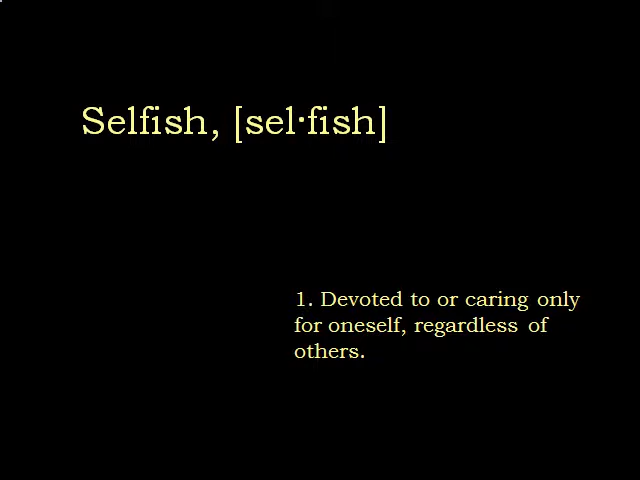 Selfish, [sel·fish]
1. Devoted to or caring only
for oneself, regardless of
others.